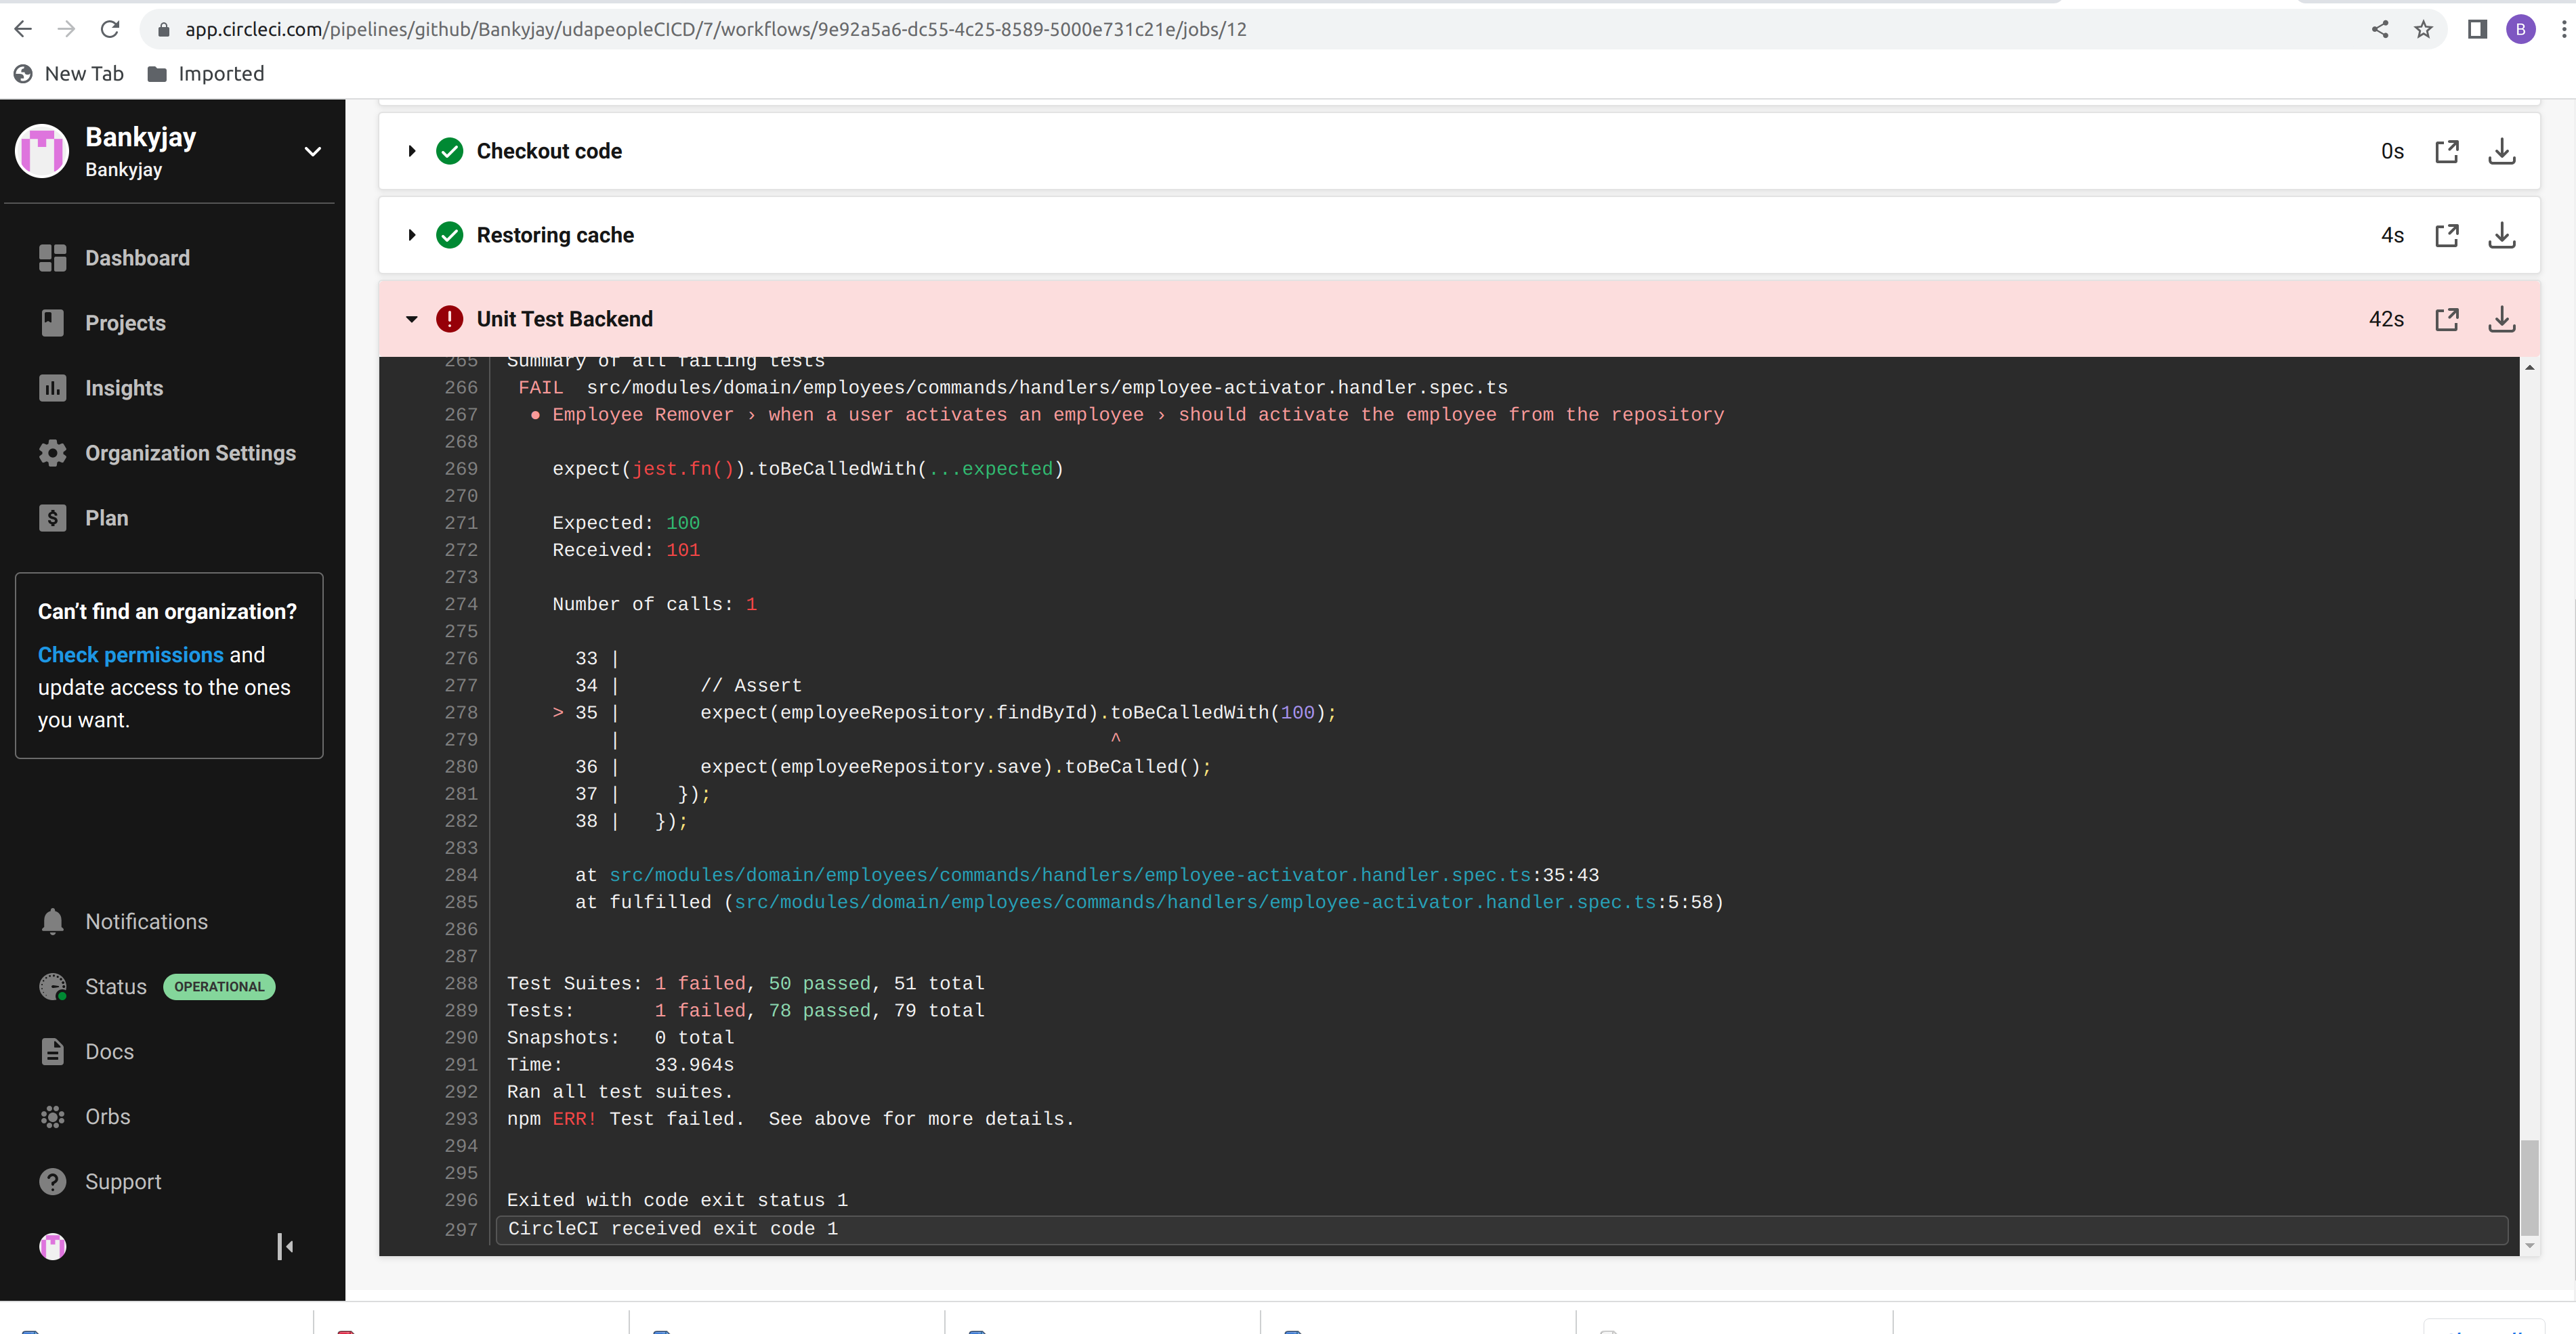 app.circleci.com/pipelines/github/Bankyjay/udapeopleCICD/7/workflows/9e92a5a6-dc55-4c25-8589-5000e731c21e/jobs/12
B
New Tab
Imported
Bankyjay
Bankyjay
Dashboard
Projects
Insights
Organization Settings
Plan
Can't find an organization?
Check permissions and
update access to the ones
you want.
Notifications
Status OPERATIONAL
Docs
Orbs
Support
Checkout code 0s
Restoring cache 4s
Unit Test Backend 42s
265 Summary of all failing tests
266 FAIL src/modules/domain/employees/commands/handlers/employee-activator.handler.spec.ts
267 ● Employee Remover › when a user activates an employee › should activate the employee from the repository
268
269 expect(jest.fn()).toBeCalledWith(...expected)
270
271 Expected: 100
272 Received: 101
273
274 Number of calls: 1
275
276 33 |
277 34 | // Assert
278 > 35 | expect(employeeRepository.findById).toBeCalledWith(100);
279 | ^
280 36 | expect(employeeRepository.save).toBeCalled();
281 37 | });
282 38 | });
283
284 at src/modules/domain/employees/commands/handlers/employee-activator.handler.spec.ts:35:43
285 at fulfilled (src/modules/domain/employees/commands/handlers/employee-activator.handler.spec.ts:5:58)
286
287
288 Test Suites: 1 failed, 50 passed, 51 total
289 Tests: 1 failed, 78 passed, 79 total
290 Snapshots: 0 total
291 Time: 33.964s
292 Ran all test suites.
293 npm ERR! Test failed. See above for more details.
294
295
296 Exited with code exit status 1
297 CircleCI received exit code 1